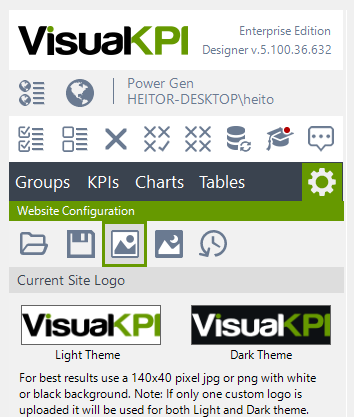 VisualKPI
Enterprise Edition
Designer v.5.100.36.632
Power Gen
HEITOR-DESKTOP\heito
Groups KPIs Charts Tables
Website Configuration
Current Site Logo
VisualKPI VisualKPI
Light Theme Dark Theme
For best results use a 140x40 pixel jpg or png with white
or black background. Note: If only one custom logo is
uploaded it will be used for both Light and Dark theme.